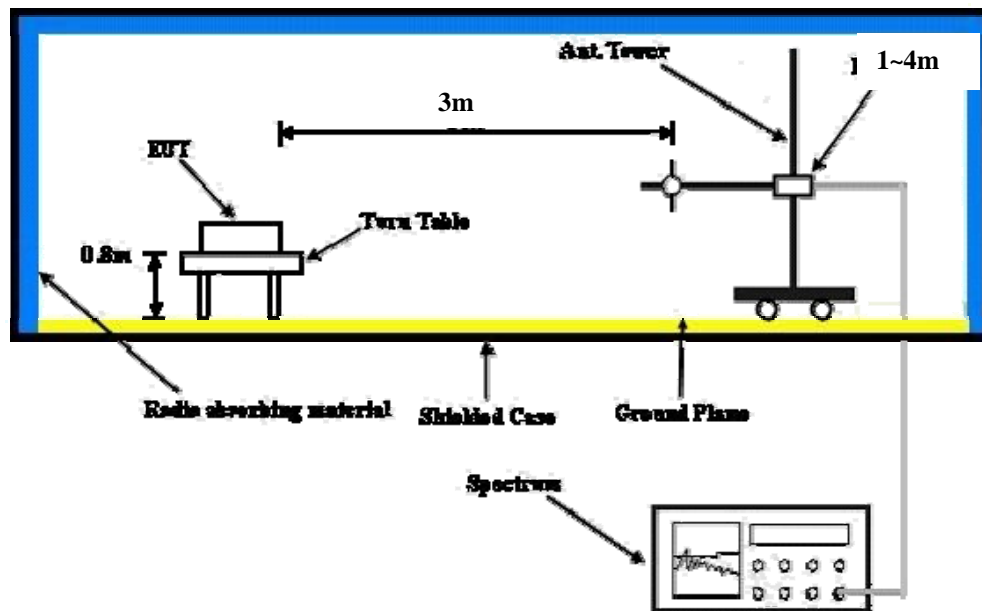 Ant. Tower
1~4m
3m
EUT
Turn Table
0.8m
Radio absorbing material
Shielded Case
Ground Plane
Spectrum